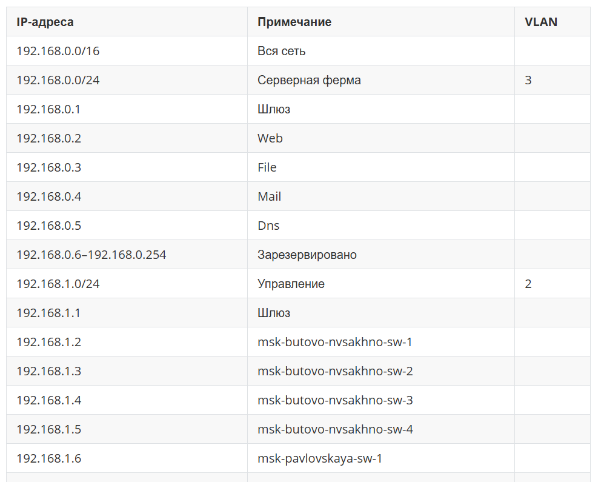 IP-адреса Примечание VLAN
192.168.0.0/16 Вся сеть
192.168.0.0/24 Серверная ферма 3
192.168.0.1 Шлюз
192.168.0.2 Web
192.168.0.3 File
192.168.0.4 Mail
192.168.0.5 Dns
192.168.0.6–192.168.0.254 Зарезервировано
192.168.1.0/24 Управление 2
192.168.1.1 Шлюз
192.168.1.2 msk-butovo-nvsakhno-sw-1
192.168.1.3 msk-butovo-nvsakhno-sw-2
192.168.1.4 msk-butovo-nvsakhno-sw-3
192.168.1.5 msk-butovo-nvsakhno-sw-4
192.168.1.6 msk-pavlovskaya-sw-1